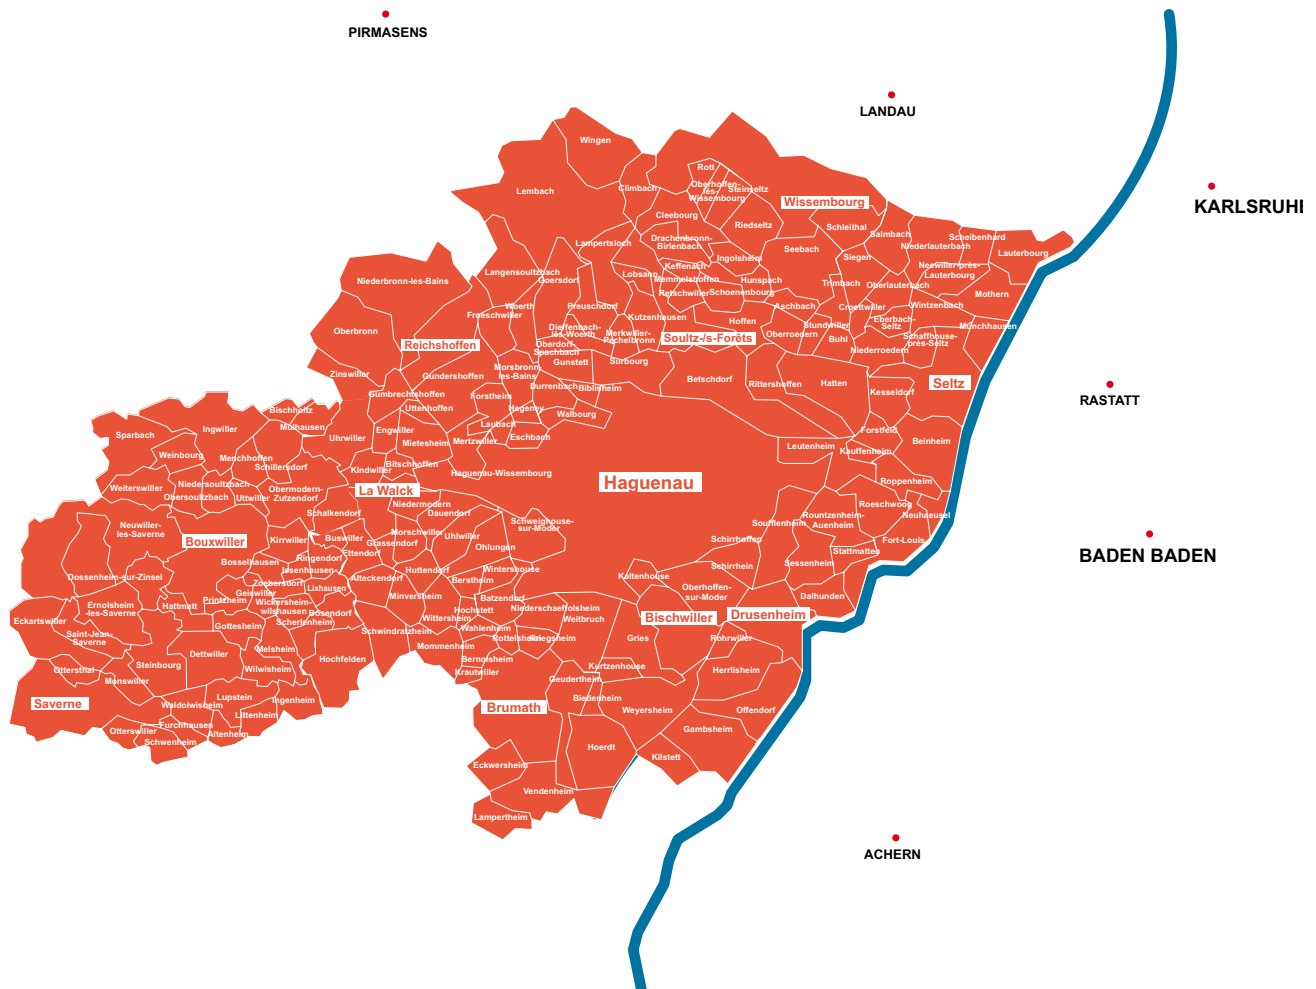 PIRMASENS
LANDAU
KARLSRUHE
RASTATT
BADEN BADEN
ACHERN
Wingen
Lembach
Climbach
Rott
Oberhoffen-
les-
Wissembourg
Steinseltz
Wissembourg
Cleebourg
Riedseltz
Schleithal
Salmbach
Scheibenhard
Niederlauterbach
Lauterbourg
Lampertsloch
Drachenbronn-
Birlenbach
Ingolsheim
Seebach
Siegen
Neewiller-près-
Lauterbourg
Niederbronn-les-Bains
Langensoultzbach
Goersdorf
Lobsang
Keffenach
Memmelshoffen
Retschwiller
Schoenenbourg
Hunspach
Trimbach
Oberlauterbach
Mothern
Woerth
Froeschwiller
Preuschdorf
Kutzenhausen
Hoffen
Aschbach
Croettwiller
Wintzenbach
Oberbronn
Dieffenbach-
les-Woerth
Merkwiller-
Pechelbronn
Soultz-/s-Forêts
Oberroedern
Stundwiller
Buhl
Eberbach-
Seltz
Schaffhouse-
près-Seltz
Munchhausen
Reichshoffen
Oberdorf
Spachbach
Gunstett
Surbourg
Niederroedern
Zinswiller
Gundershoffen
Morsbronn-
les-Bains
Durrenbach
Biblisheim
Betschdorf
Rittershoffen
Hatten
Kesseldorf
Seltz
Gumbrechtshoffen
Uttenhoffen
Forstheim
Hegeney
Walbourg
Laubach
Eschbach
Bischholtz
Mulhausen
Ingwiller
Uhrwiller
Engwiller
Mietesheim
Mertzwiller
Leutenheim
Forstfeld
Kauffenheim
Beinheim
Sparbach
Weinbourg
Menchhoffen
Schillersdorf
Kindwiller
Bitschhoffen
Haguenau-Wissembourg
Haguenau
Roppenheim
Weiterswiller
Niedersoultzbach
Obersoultzbach
Uttwiller
Obermodern-
Zutzendorf
La Walck
Niedermodern
Dauendorf
Roeschwoog
Neuhaeusel
Neuwiller-
les-Saverne
Schalkendorf
Schweighouse-
sur-Moder
Soufflenheim
Rountzenheim-
Auenheim
Bouxwiller
Kirrwiller
Buswiller
Morschwiller
Grassendorf
Uhlwiller
Ohlungen
Schirrhoffen
Fort-Louis
Stattmatten
Bosselhausen
Ringendorf
Ettendorf
Issenhausen
Huttendorf
Wintershouse
Schirrhein
Sessenheim
Dossenheim-sur-Zinsel
Zoebersdorf
Geiswiller
Lixhausen
Alteckendorf
Berstheim
Kaltenhouse
Oberhoffen-
sur-Moder
Dalhunden
Ernolsheim
-les-Saverne
Hattmatt
Printzheim
Wickersheim-
wilshausen
Bosendorf
Minversheim
Batzendorf
Hochstett
Niederschaeffolsheim
Weitbruch
Bischwiller
Drusenheim
Eckartswiller
Gottesheim
Scherlenheim
Wittersheim
Wahlenheim
Saint-Jean-
Saverne
Schwindratzheim
Rottelsheim
Kriegsheim
Gries
Rohrwiller
Dettwiller
Melsheim
Hochfelden
Mommenheim
Bernolsheim
Ottersthal
Steinbourg
Wilwisheim
Krautwiller
Kurtzenhouse
Herrlisheim
Monswiller
Geudertheim
Saverne
Waldolwisheim
Lupstein
Ingenheim
Brumath
Bietlenheim
Weyersheim
Offendorf
Littenheim
Otterswiller
Furchhausen
Altenheim
Schwenheim
Gambsheim
Hoerdt
Kilstett
Eckwersheim
Vendenheim
Lampertheim